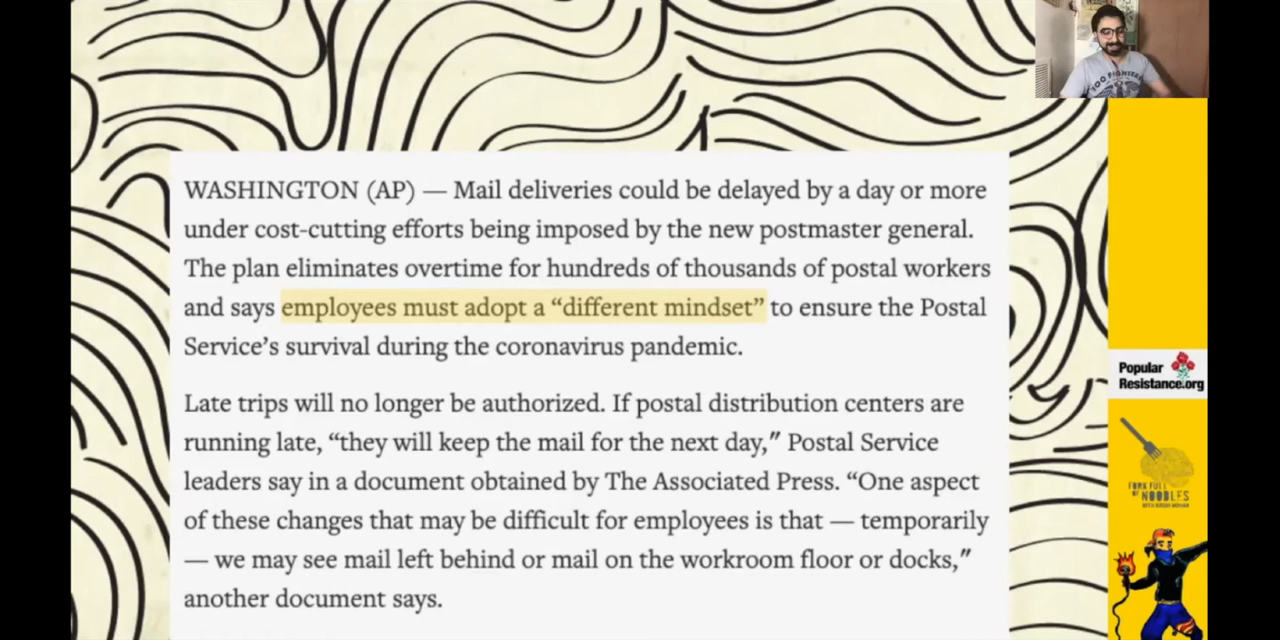 FOO FIGHTERS
WASHINGTON (AP) — Mail deliveries could be delayed by a day or more
under cost-cutting efforts being imposed by the new postmaster general.
The plan eliminates overtime for hundreds of thousands of postal workers
and says employees must adopt a “different mindset” to ensure the Postal
Service’s survival during the coronavirus pandemic.
Late trips will no longer be authorized. If postal distribution centers are
running late, “they will keep the mail for the next day,” Postal Service
leaders say in a document obtained by The Associated Press. “One aspect
of these changes that may be difficult for employees is that — temporarily
— we may see mail left behind or mail on the workroom floor or docks,”
another document says.
Popular
Resistance.org
FORK FULL
OF NOODLES